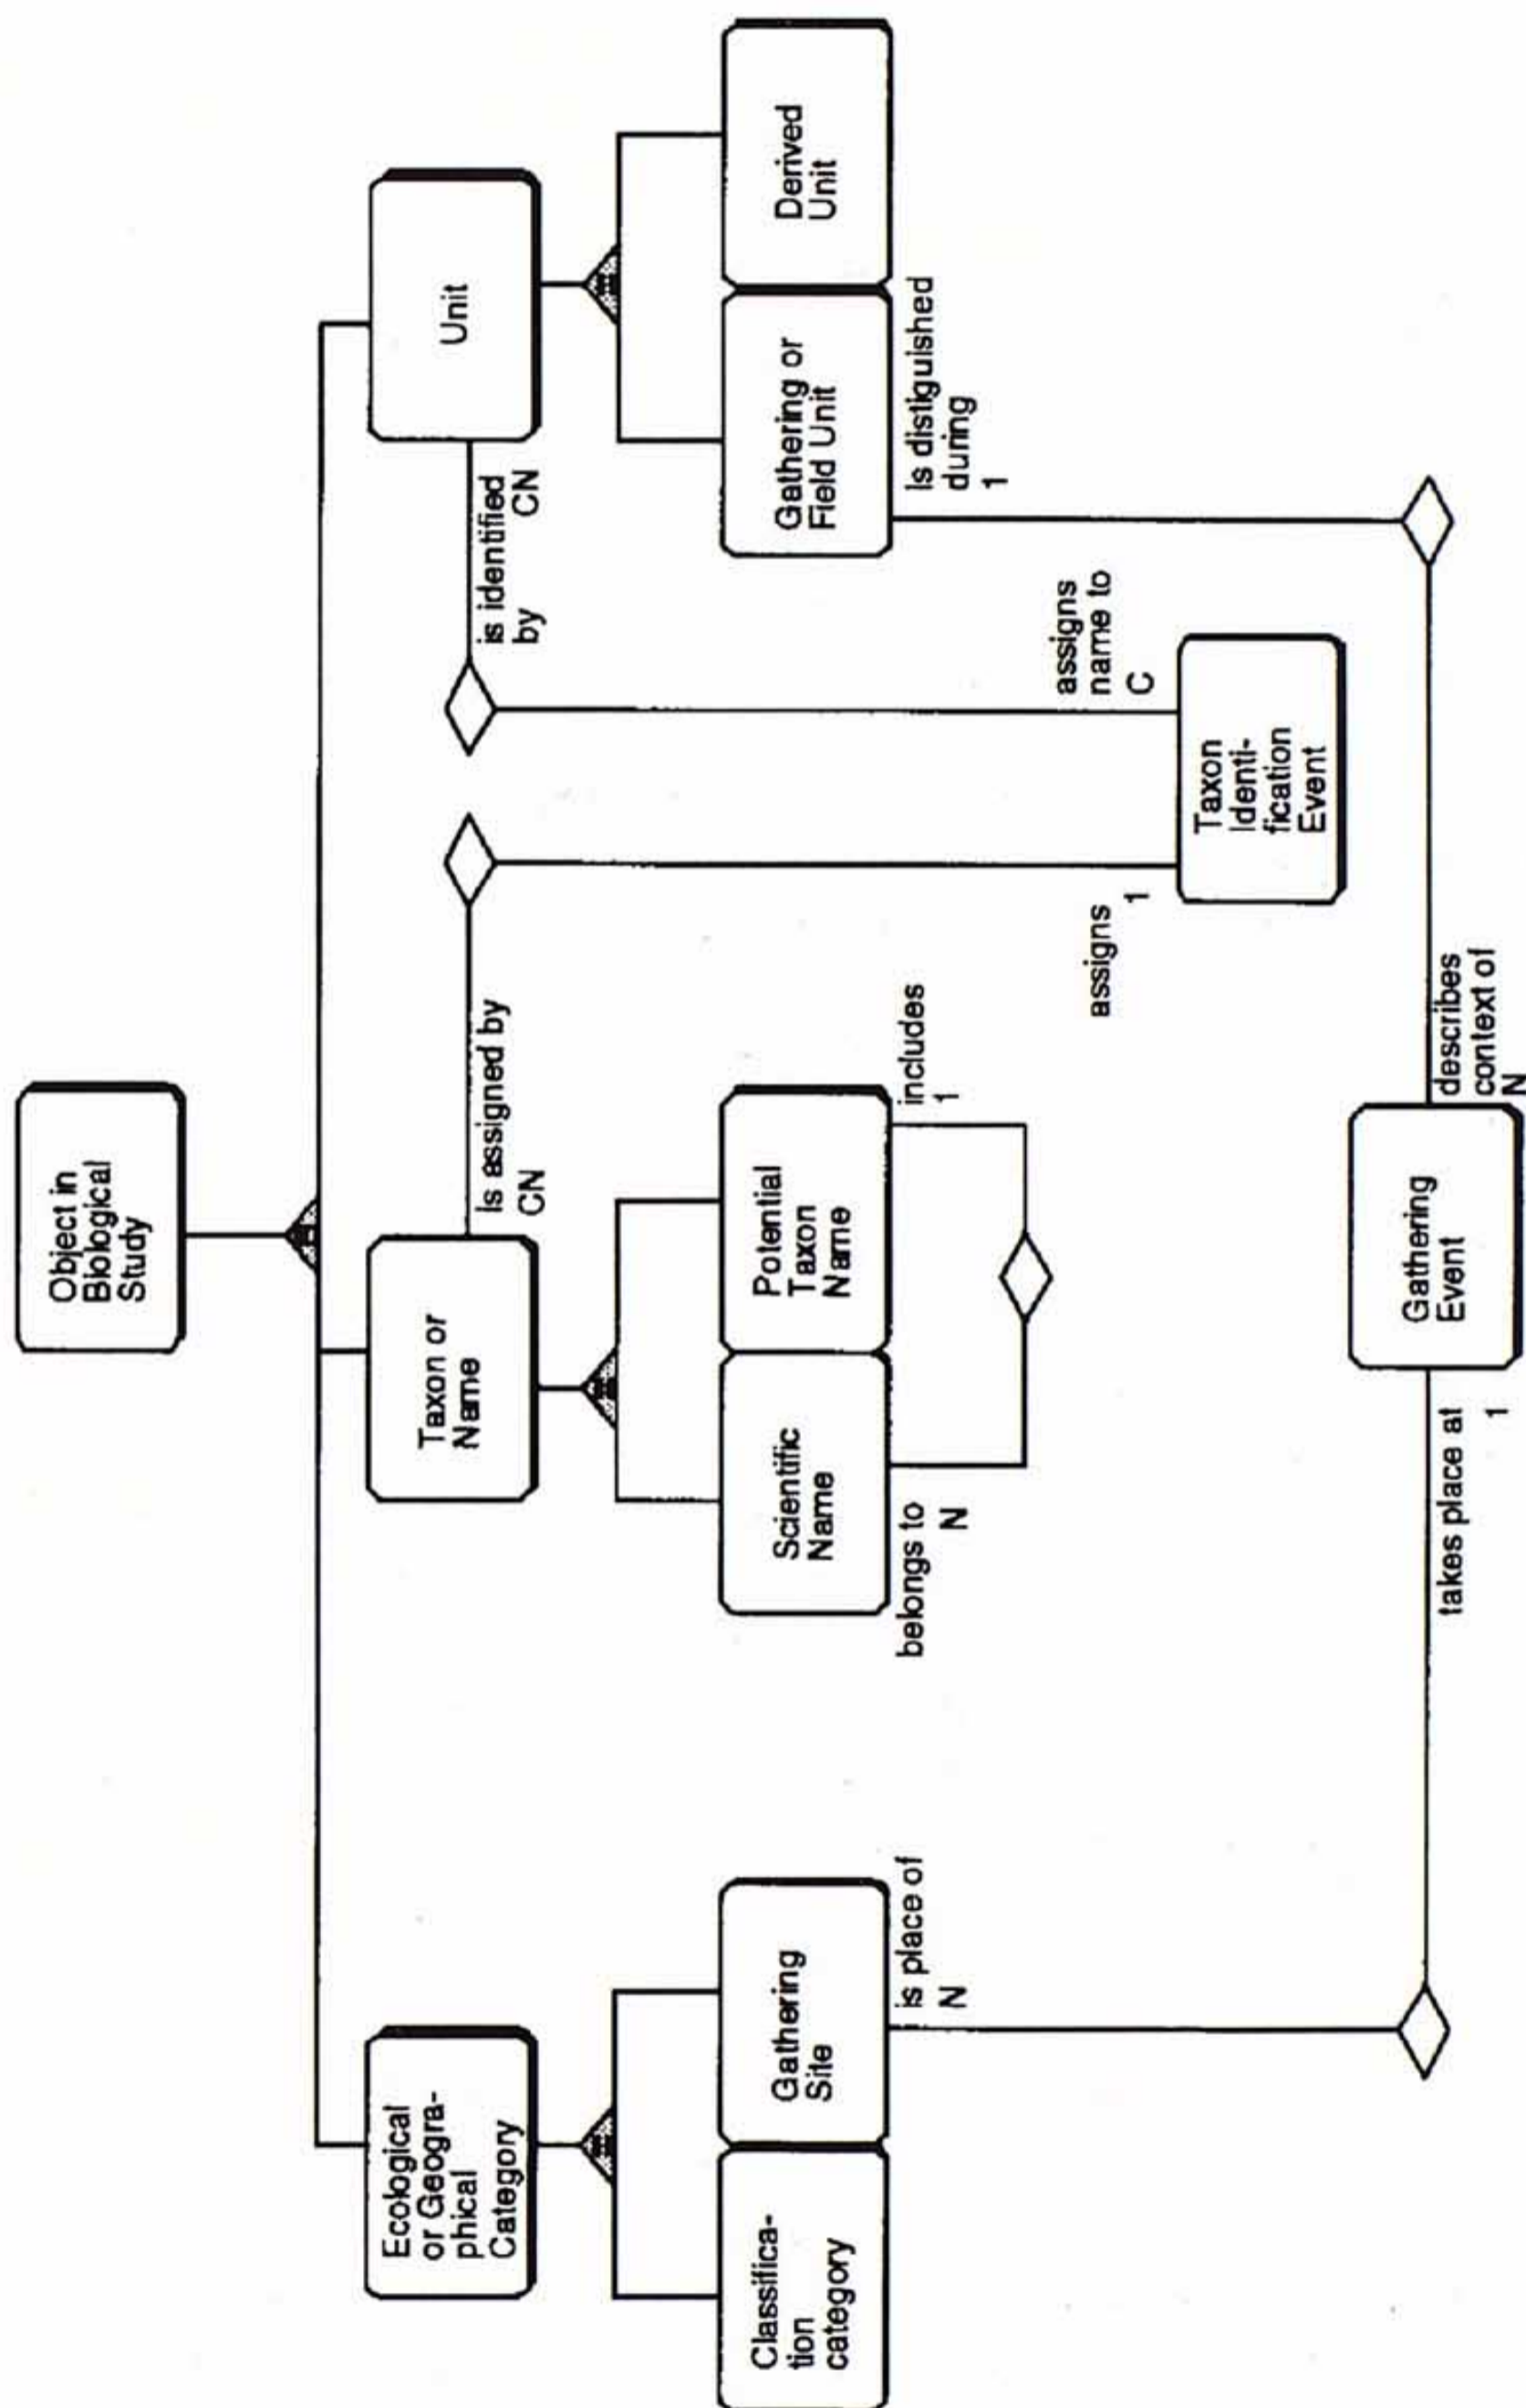 Object in
Biological
Study
Ecological
or Geogra-
phical
Category
Taxon or
Name
Is assigned by
CN
is identified
by CN
Unit
Classifica-
tion
category
Gathering
Site
is place of
N
Scientific
Name
belongs to
N
Potential
Taxon
Name
includes
1
Gathering or
Field Unit
Is distiguished
during
1
Derived
Unit
assigns
1
assigns
name to
C
Taxon
Identi-
fication
Event
takes place at
1
Gathering
Event
describes
context of
N